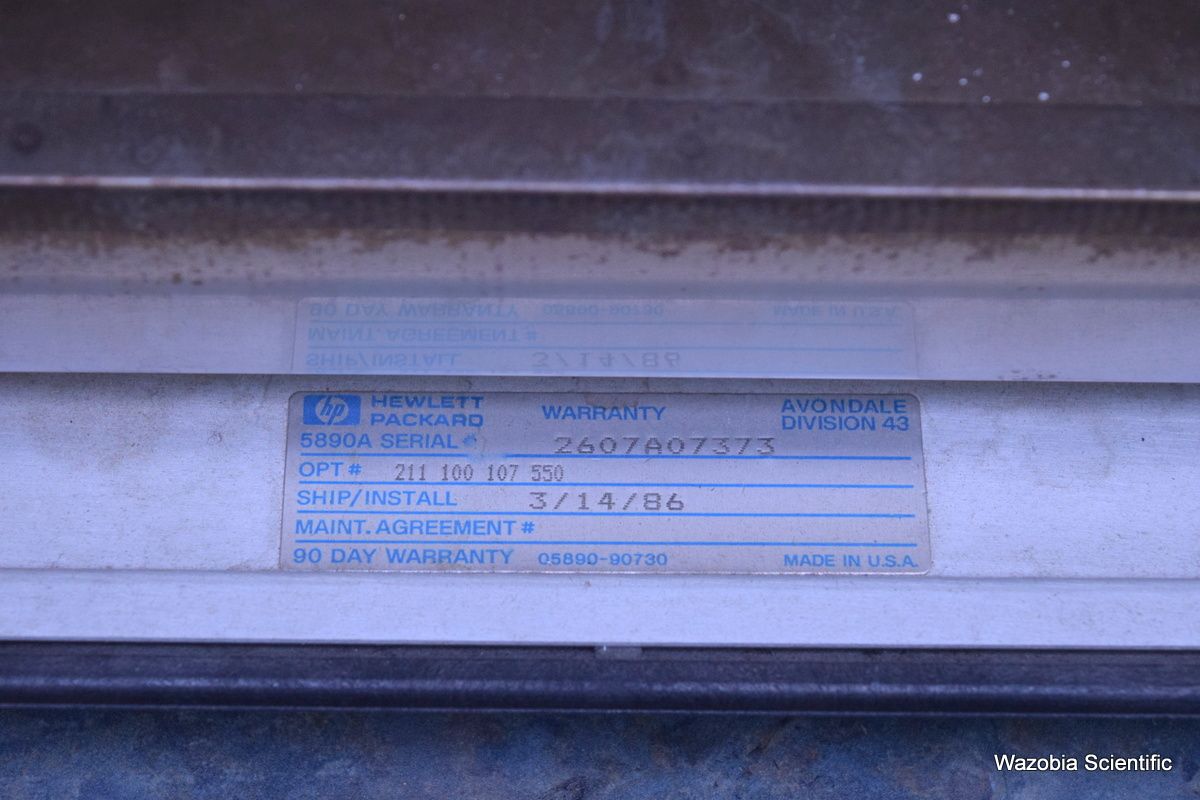 hp HEWLETT PACKARD WARRANTY AVONDALE DIVISION 43
5890A SERIAL # 2607A07373
OPT # 211 100 107 550
SHIP/INSTALL 3/14/86
MAINT. AGREEMENT #
90 DAY WARRANTY 05890-90730 MADE IN U.S.A.
Wazobia Scientific